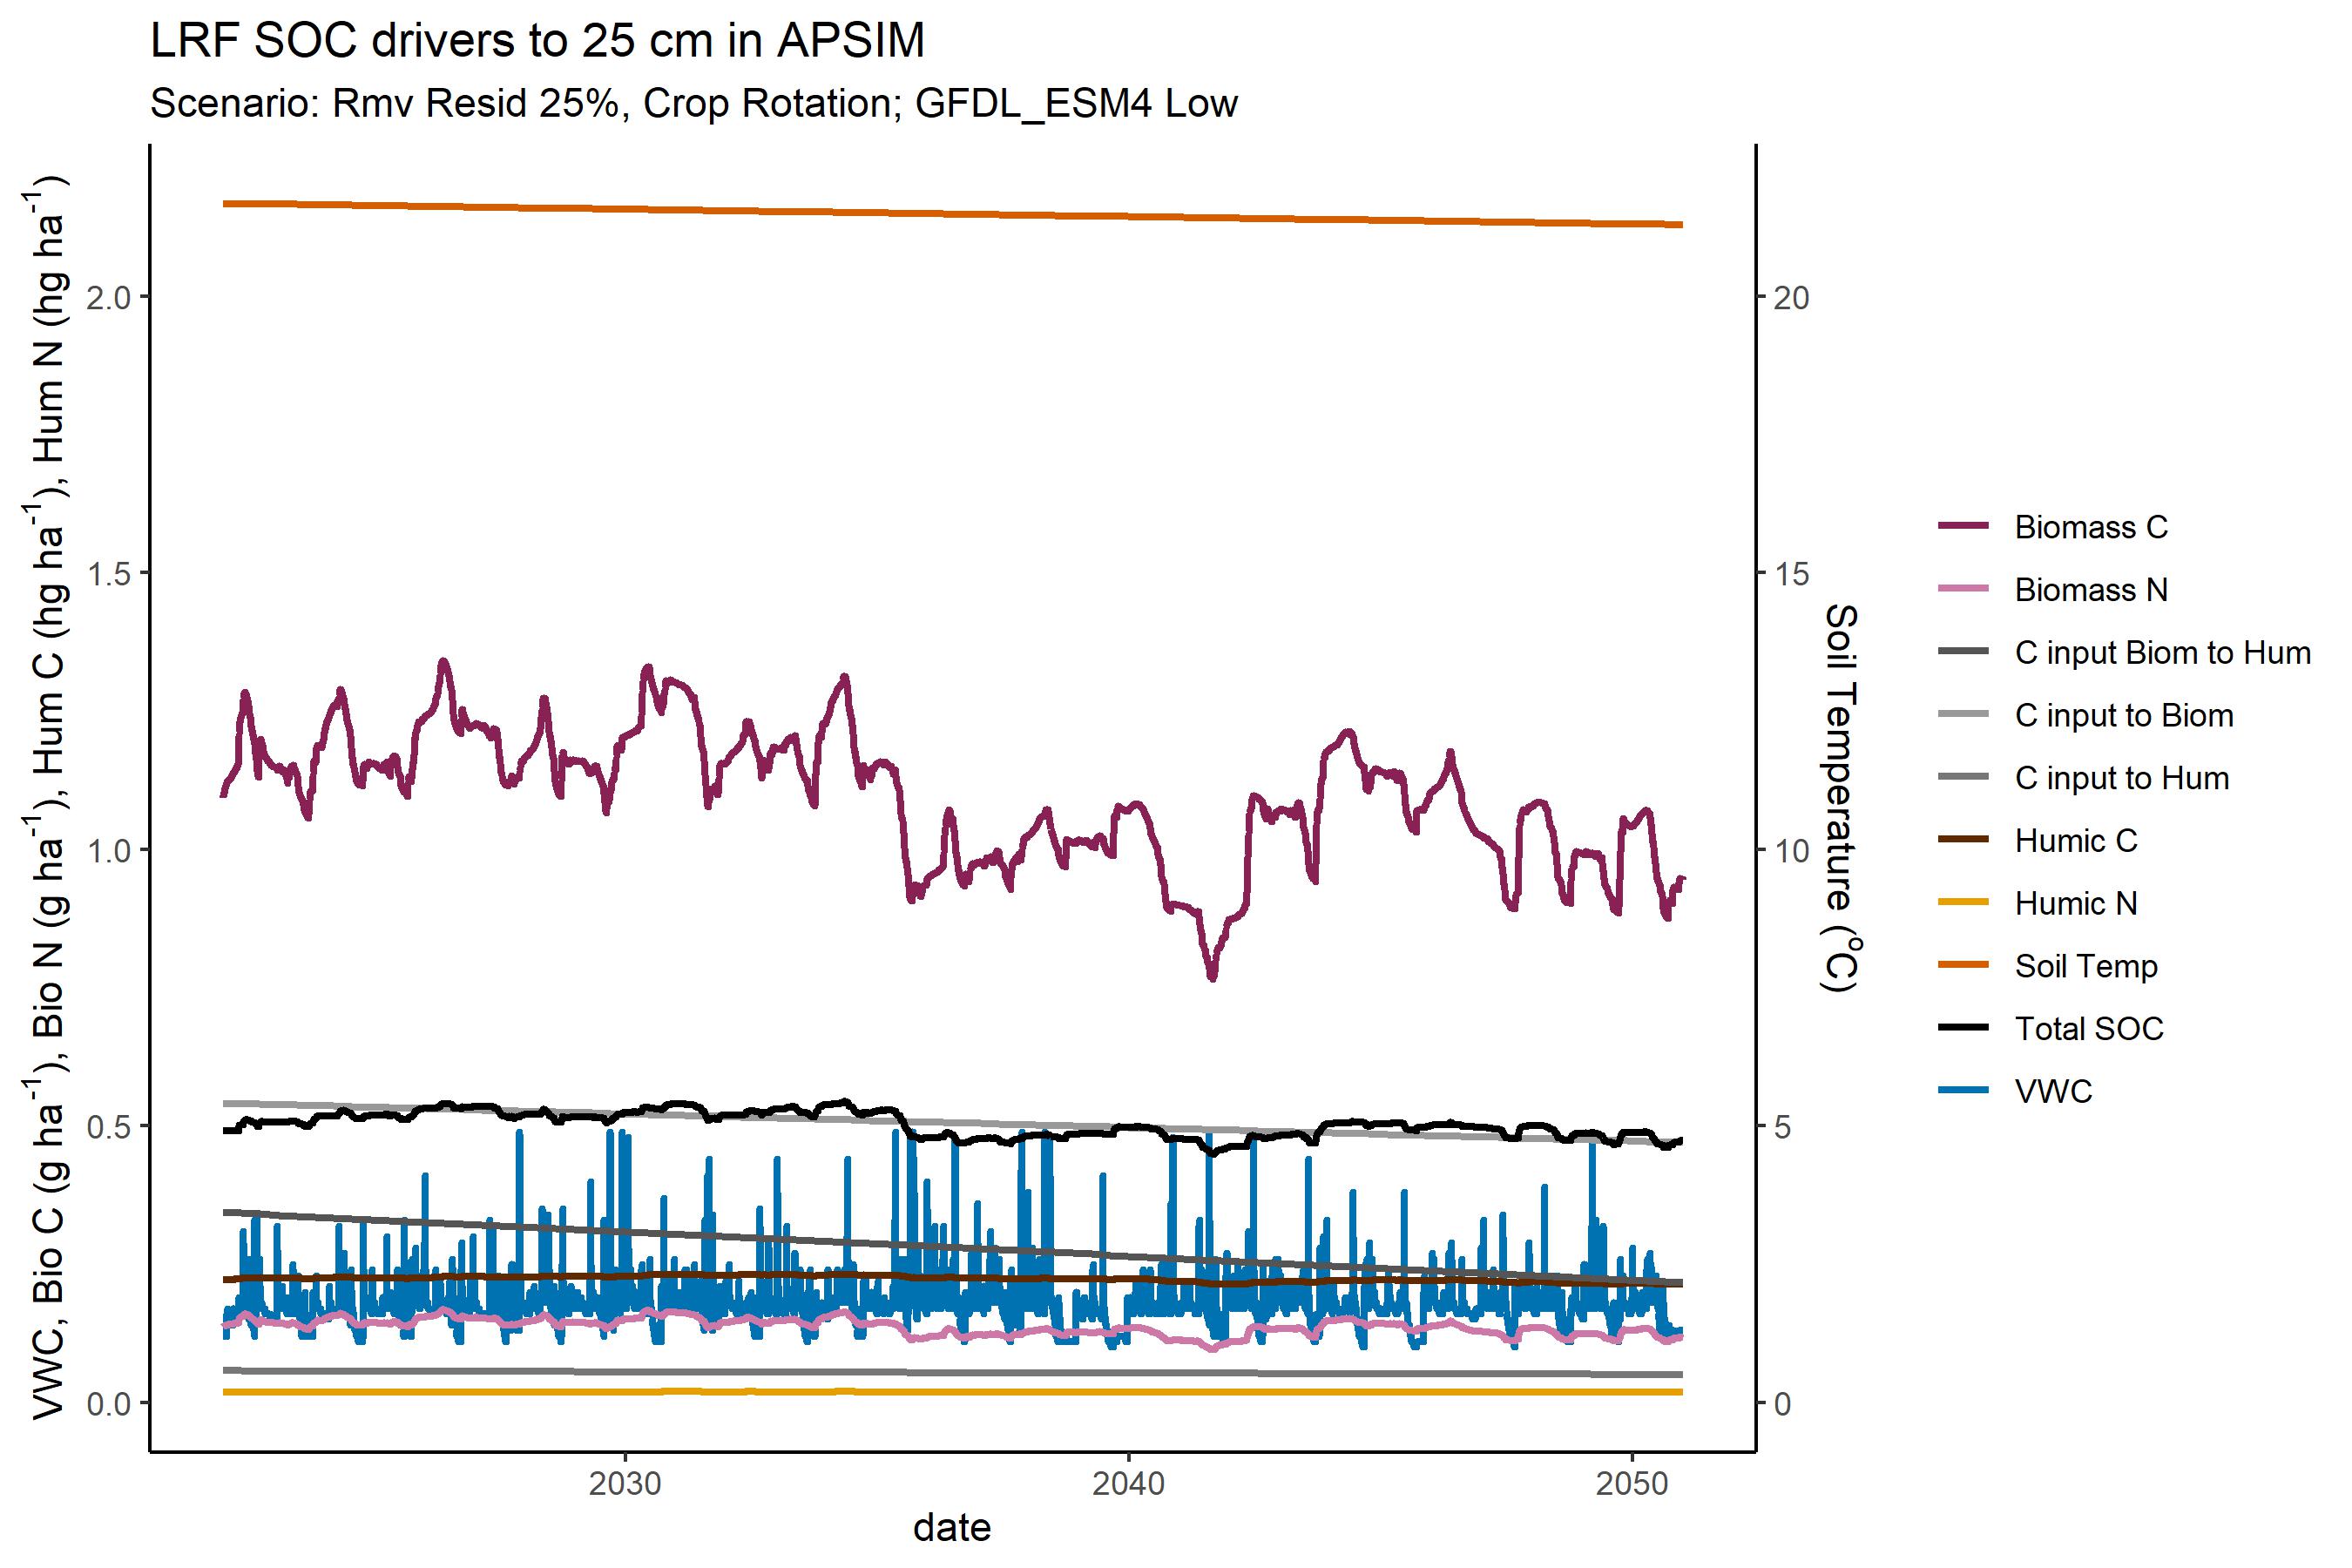 LRF SOC drivers to 25 cm in APSIM
Scenario: Rmv Resid 25%, Crop Rotation; GFDL_ESM4 Low
VWC, Bio C (g ha⁻¹), Bio N (g ha⁻¹), Hum C (hg ha⁻¹), Hum N (hg ha⁻¹)
2.0
1.5
1.0
0.5
0.0
20
15
10
5
0
Soil Temperature (°C)
2030
2040
2050
date
Biomass C
Biomass N
C input Biom to Hum
C input to Biom
C input to Hum
Humic C
Humic N
Soil Temp
Total SOC
VWC